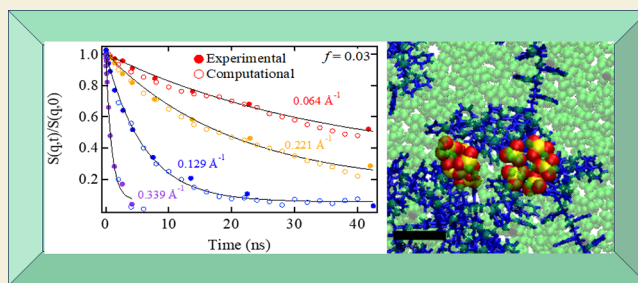 1.0
0.8
0.6
0.4
0.2
S(q,t)/S(q,0)
Experimental
Computational
f = 0.03
0.064 Å⁻¹
0.221 Å⁻¹
0.129 Å⁻¹
0.339 Å⁻¹
0 10 20 30 40
Time (ns)